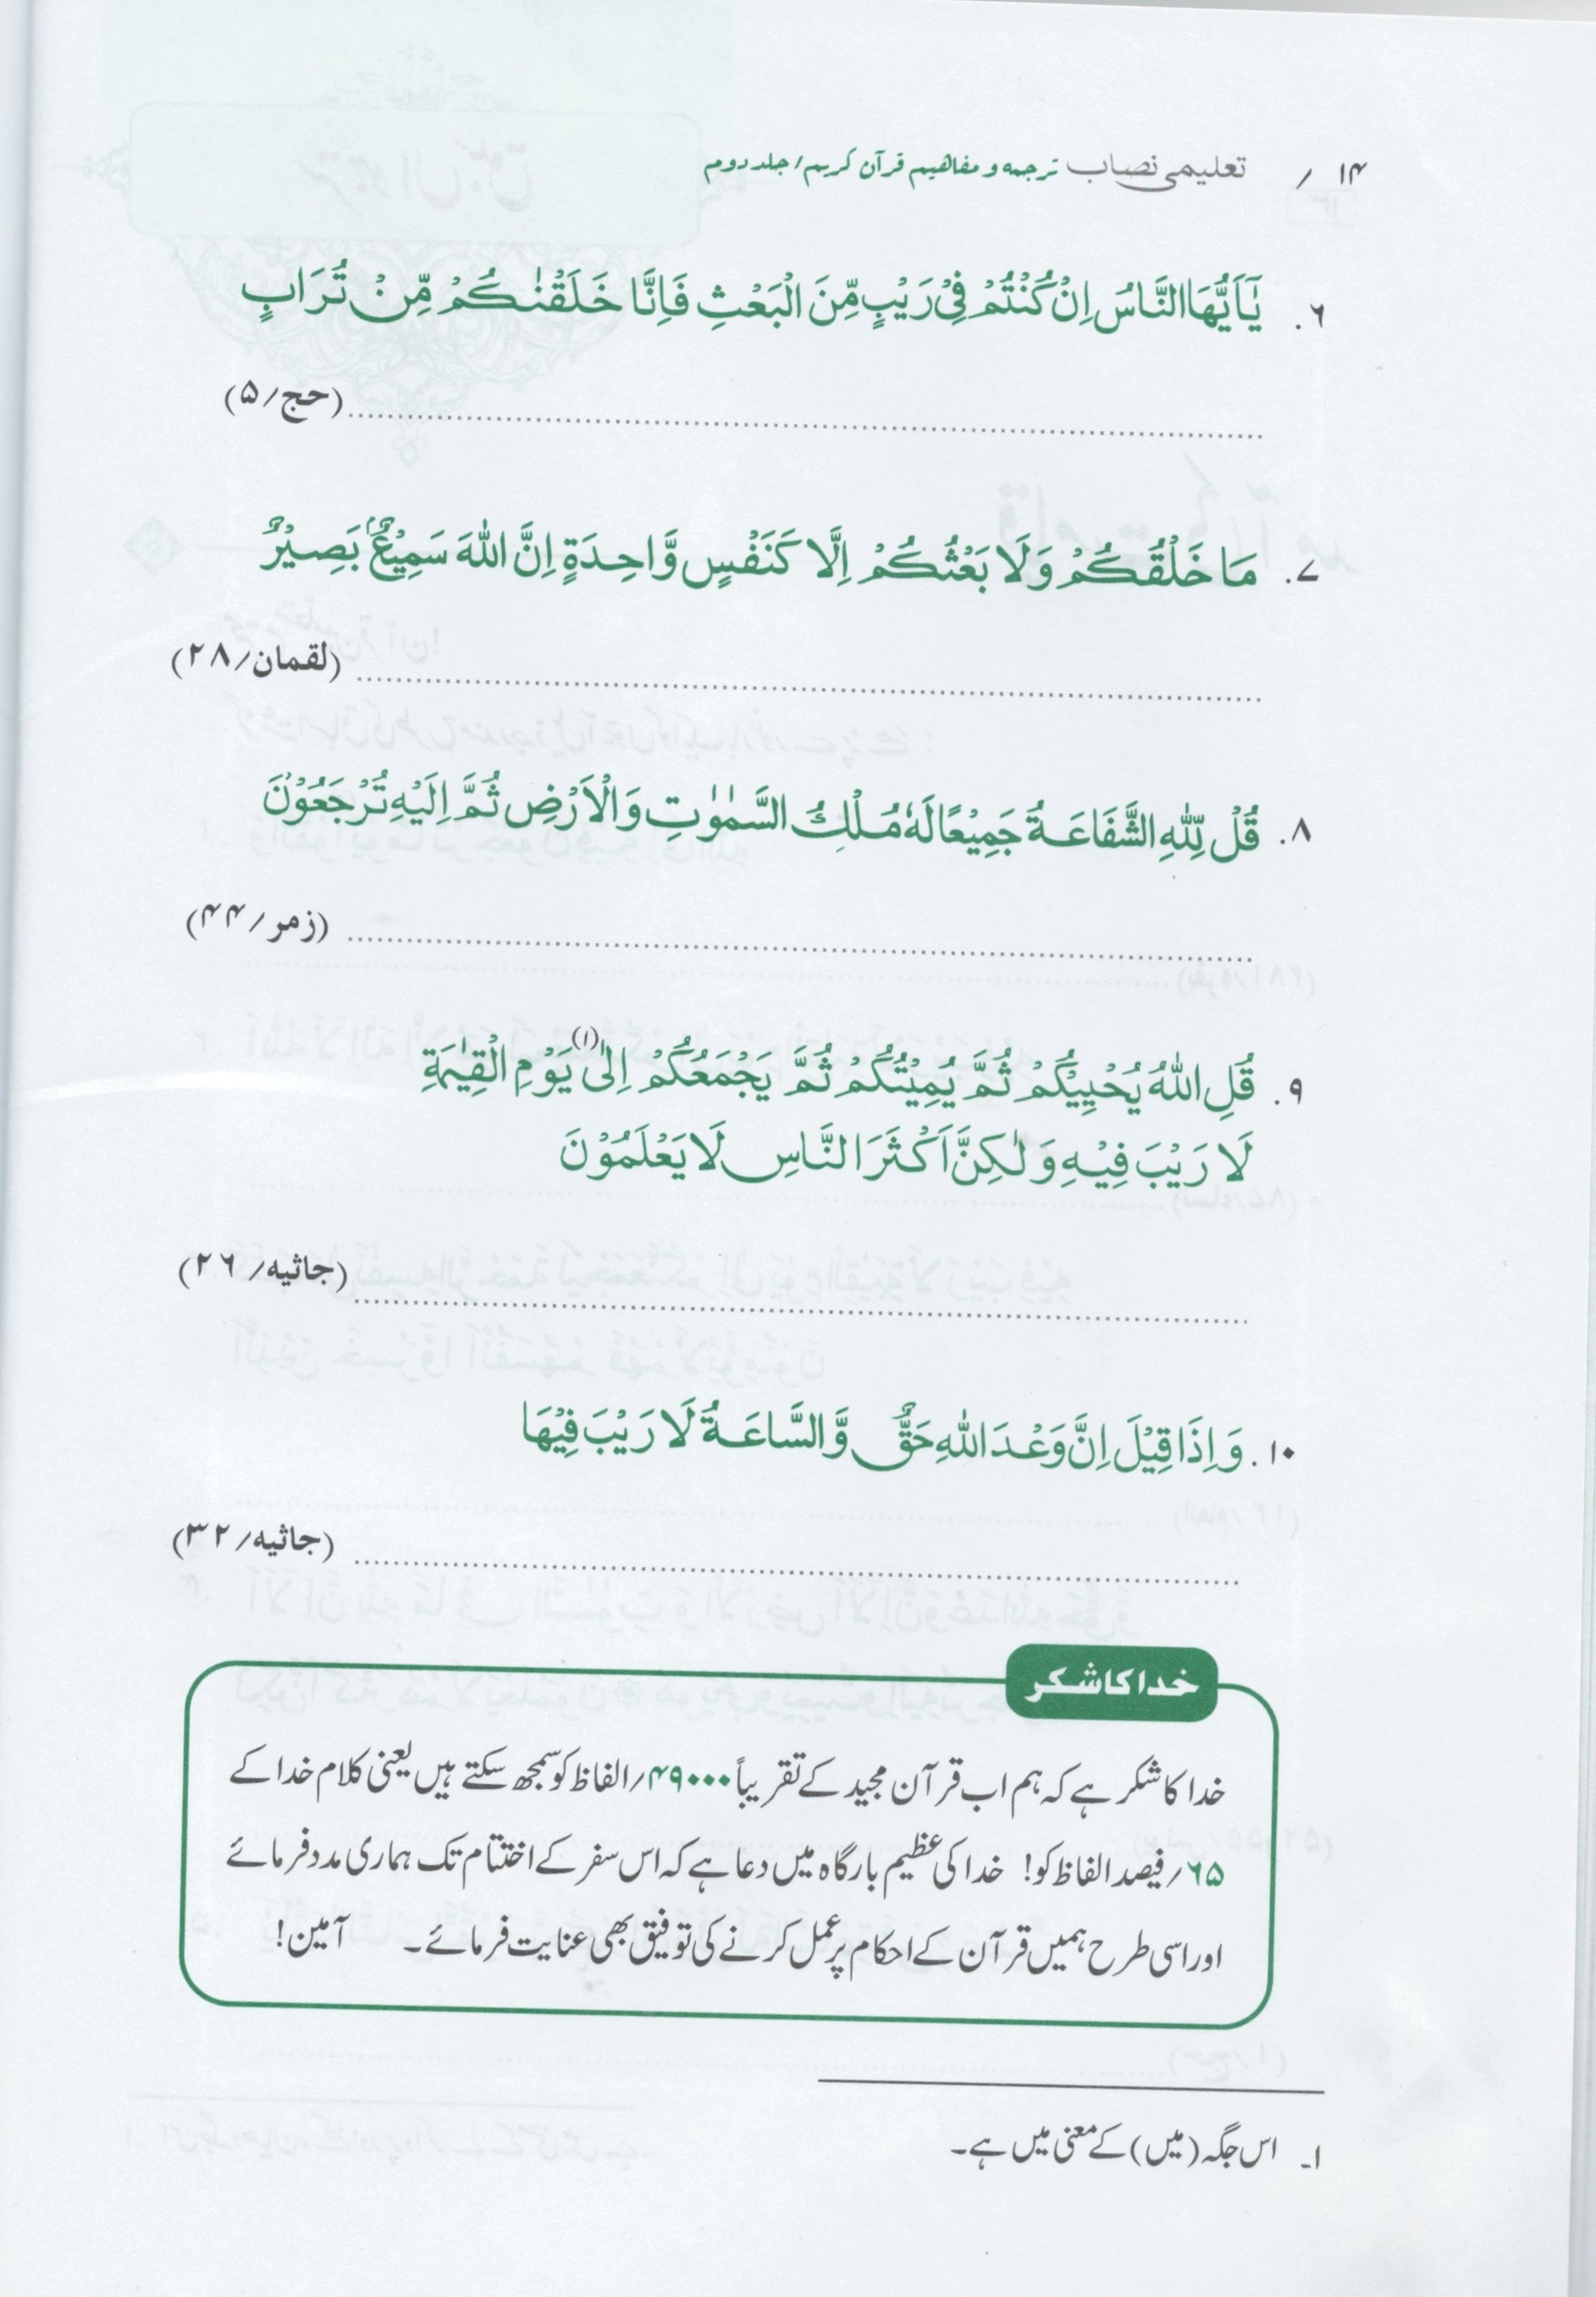 ۱۴ / تعلیمی نصاب ترجمه و مفاهیم قرآن کریم/ جلد دوم
۶. يٰٓاَيُّهَا النَّاسُ اِنْ كُنْتُمْ فِيْ رَيْبٍ مِّنَ الْبَعْثِ فَاِنَّا خَلَقْنٰكُمْ مِّنْ تُرَابٍ
(حج/۵)
۷. مَا خَلْقُكُمْ وَلَا بَعْثُكُمْ اِلَّا كَنَفْسٍ وَّاحِدَةٍ اِنَّ اللّٰهَ سَمِيْعٌۢ بَصِيْرٌ
(لقمان/۲۸)
۸. قُلْ لِّلّٰهِ الشَّفَاعَةُ جَمِيْعًا لَهٗ مُلْكُ السَّمٰوٰتِ وَالْاَرْضِ ثُمَّ اِلَيْهِ تُرْجَعُوْنَ
(زمر/۴۴)
۹. قُلِ اللّٰهُ يُحْيِيْكُمْ ثُمَّ يُمِيْتُكُمْ ثُمَّ يَجْمَعُكُمْ اِلٰى(۱) يَوْمِ الْقِيٰمَةِ
لَا رَيْبَ فِيْهِ وَلٰكِنَّ اَكْثَرَ النَّاسِ لَا يَعْلَمُوْنَ
(جاثیه/۲۶)
۱۰. وَاِذَا قِيْلَ اِنَّ وَعْدَ اللّٰهِ حَقٌّ وَّالسَّاعَةُ لَا رَيْبَ فِيْهَا
(جاثیه/۳۲)
خدا کا شکر
خدا کا شکر ہے کہ ہم اب قرآن مجید کے تقریباً ۴۹۰۰۰/ الفاظ کو سمجھ سکتے ہیں یعنی کلام خدا کے
۶۵/ فیصد الفاظ کو! خدا کی عظیم بارگاہ میں دعا ہے کہ اس سفر کے اختتام تک ہماری مدد فرمائے
اور اسی طرح ہمیں قرآن کے احکام پر عمل کرنے کی توفیق بھی عنایت فرمائے۔ آمین!
۱۔ اس جگہ (میں) کے معنی میں ہے۔